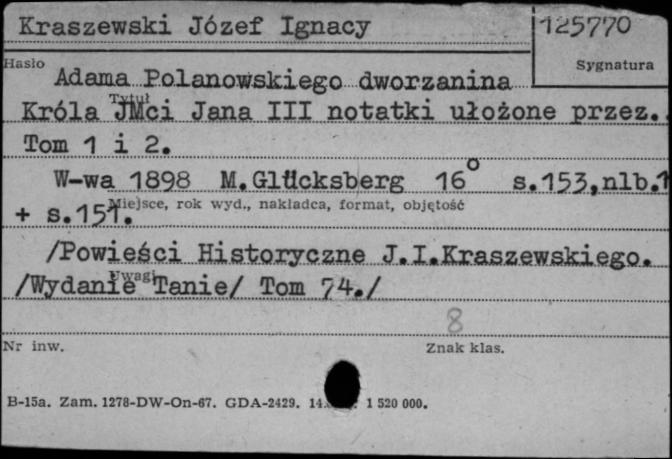 Kraszewski Józef Ignacy
125770
Hasło
Sygnatura
Adama Polanowskiego dworzanina
Tytuł
Króla JMci Jana III notatki ułożone przez..
Tom 1 i 2.
W-wa 1898 M.Glücksberg 16° s.153,nlb.1
Miejsce, rok wyd., nakładca, format, objętość
+ s.151.
/Powieści Historyczne J.I.Kraszewskiego.
Uwagi
/Wydanie Tanie/ Tom 74./
8
Nr inw.
Znak klas.
B-15a. Zam. 1278-DW-On-67. GDA-2429. 1 520 000.